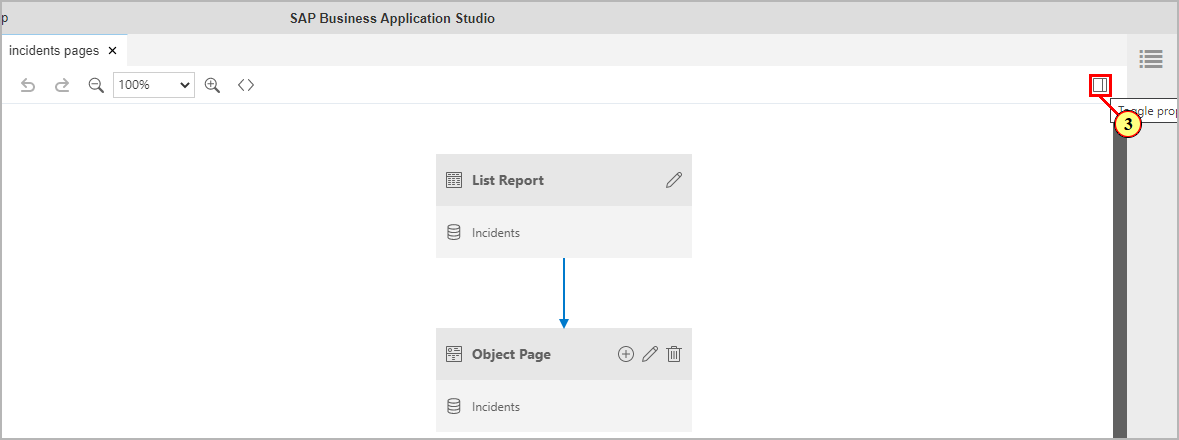 p
SAP Business Application Studio
incidents pages ×
100%
<>
Toggle prop
3
List Report
Incidents
Object Page
Incidents